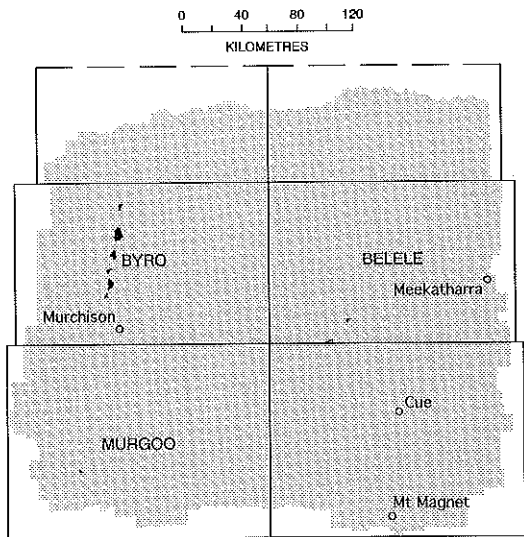 0 40 80 120
KILOMETRES
BYRO
BELELE
Meekatharra
Murchison
Cue
MURGOO
Mt Magnet